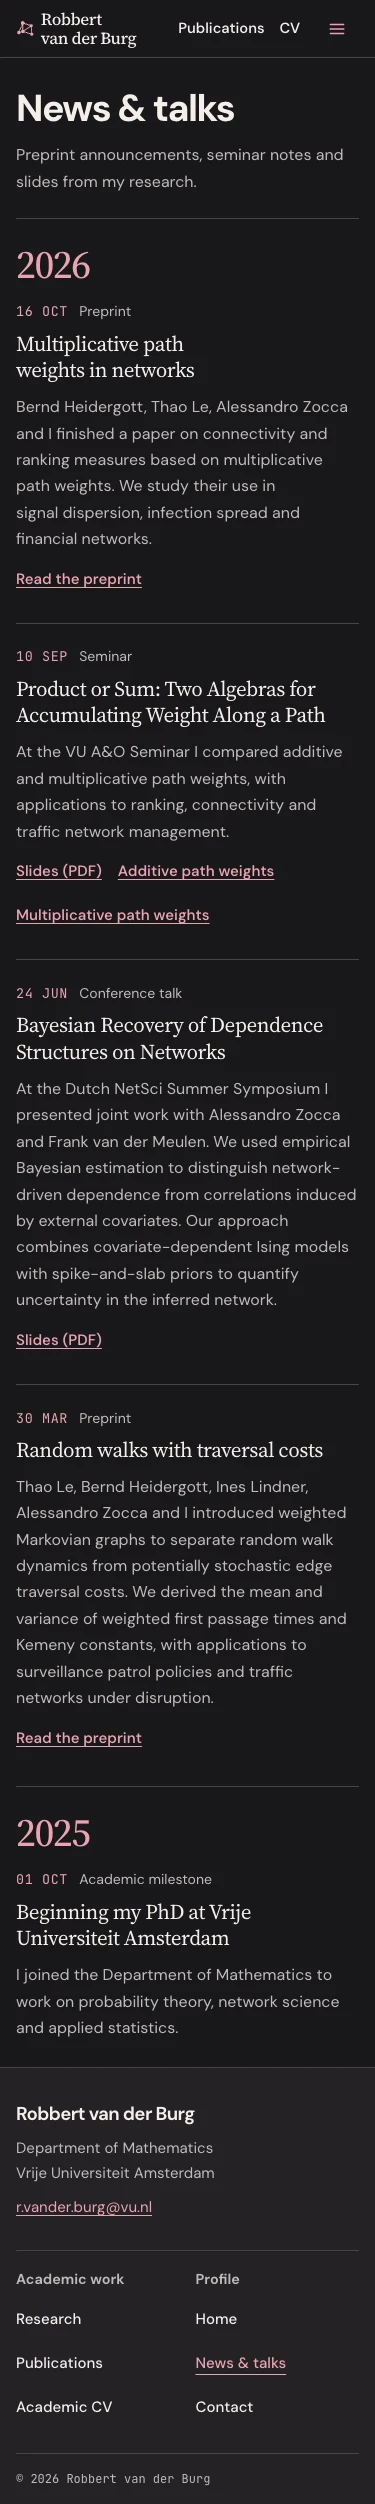 Robbert
van der Burg
Publications CV
News & talks
Preprint announcements, seminar notes and
slides from my research.
2026
16 OCT Preprint
Multiplicative path
weights in networks
Bernd Heidergott, Thao Le, Alessandro Zocca
and I finished a paper on connectivity and
ranking measures based on multiplicative
path weights. We study their use in
signal dispersion, infection spread and
financial networks.
Read the preprint
10 SEP Seminar
Product or Sum: Two Algebras for
Accumulating Weight Along a Path
At the VU A&O Seminar I compared additive
and multiplicative path weights, with
applications to ranking, connectivity and
traffic network management.
Slides (PDF) Additive path weights
Multiplicative path weights
24 JUN Conference talk
Bayesian Recovery of Dependence
Structures on Networks
At the Dutch NetSci Summer Symposium I
presented joint work with Alessandro Zocca
and Frank van der Meulen. We used empirical
Bayesian estimation to distinguish network-
driven dependence from correlations induced
by external covariates. Our approach
combines covariate-dependent Ising models
with spike-and-slab priors to quantify
uncertainty in the inferred network.
Slides (PDF)
30 MAR Preprint
Random walks with traversal costs
Thao Le, Bernd Heidergott, Ines Lindner,
Alessandro Zocca and I introduced weighted
Markovian graphs to separate random walk
dynamics from potentially stochastic edge
traversal costs. We derived the mean and
variance of weighted first passage times and
Kemeny constants, with applications to
surveillance patrol policies and traffic
networks under disruption.
Read the preprint
2025
01 OCT Academic milestone
Beginning my PhD at Vrije
Universiteit Amsterdam
I joined the Department of Mathematics to
work on probability theory, network science
and applied statistics.
Robbert van der Burg
Department of Mathematics
Vrije Universiteit Amsterdam
r.vander.burg@vu.nl
Academic work Profile
Research Home
Publications News & talks
Academic CV Contact
© 2026 Robbert van der Burg